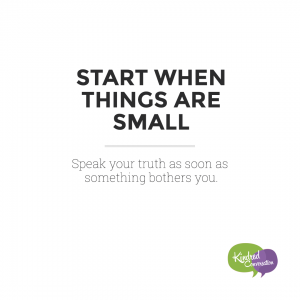 START WHEN
THINGS ARE
SMALL
Speak your truth as soon as
something bothers you.
Kindred
Conversation